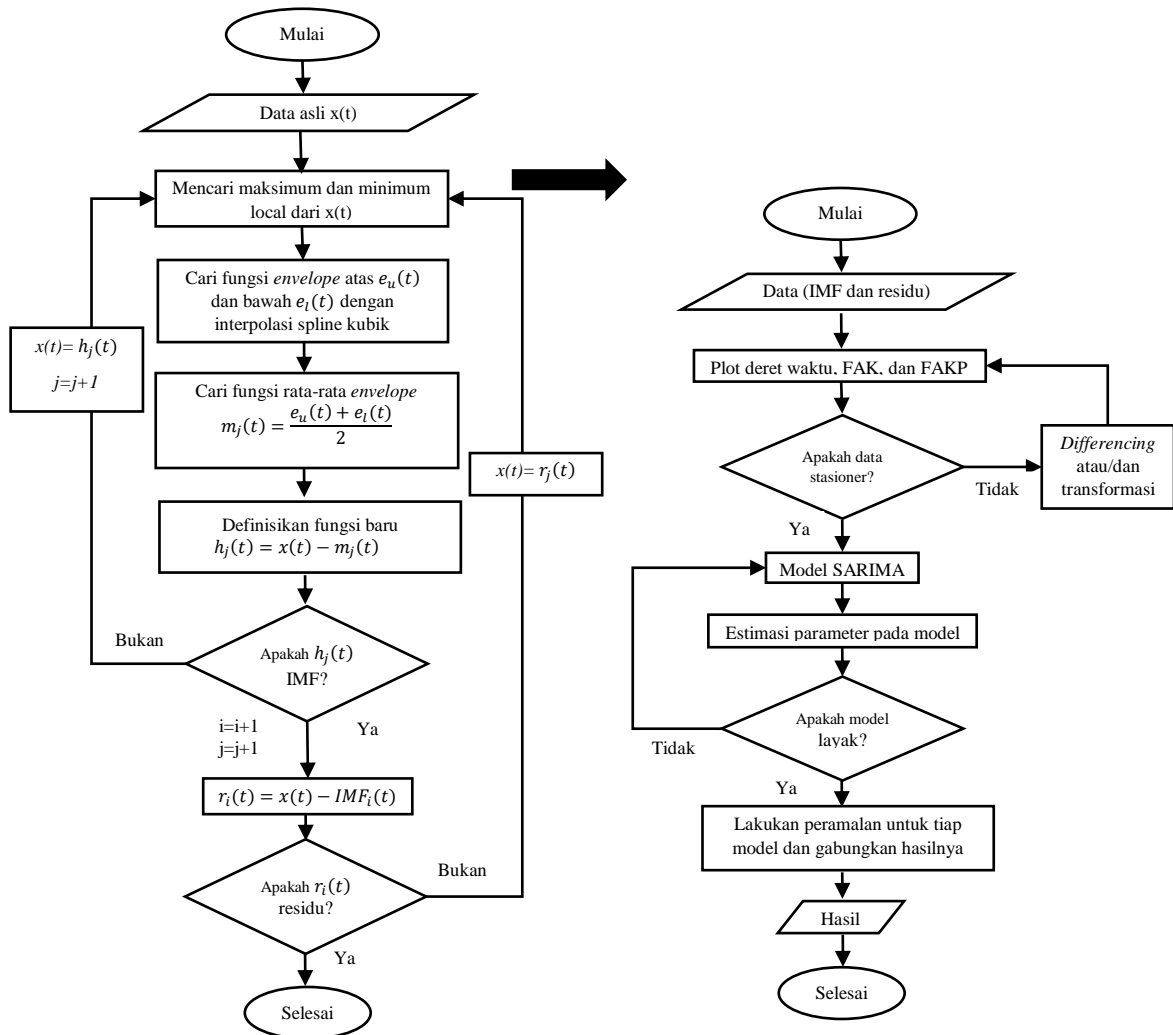 Mulai
Data asli x(t)
Mencari maksimum dan minimum
local dari x(t)
Cari fungsi envelope atas e_u(t)
dan bawah e_l(t) dengan
interpolasi spline kubik
x(t)= h_j(t)
j=j+1
Cari fungsi rata-rata envelope
m_j(t) = \frac{e_u(t) + e_l(t)}{2}
x(t)= r_j(t)
Definisikan fungsi baru
h_j(t) = x(t) − m_j(t)
Bukan
Apakah h_j(t)
IMF?
i=i+1
j=j+1
Ya
r_i(t) = x(t) − IMF_i(t)
Bukan
Apakah r_i(t)
residu?
Ya
Selesai
Mulai
Data (IMF dan residu)
Plot deret waktu, FAK, dan FAKP
Apakah data
stasioner?
Tidak
Differencing
atau/dan
transformasi
Ya
Model SARIMA
Estimasi parameter pada model
Apakah model
layak?
Tidak
Ya
Lakukan peramalan untuk tiap
model dan gabungkan hasilnya
Hasil
Selesai